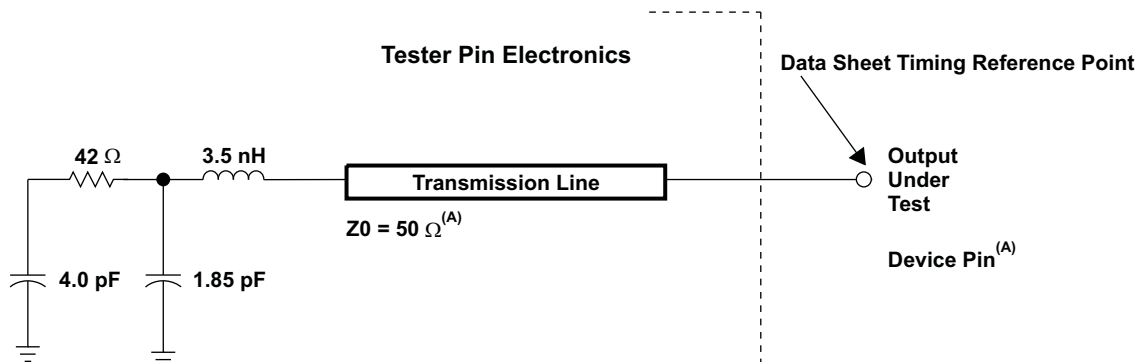 Tester Pin Electronics
Data Sheet Timing Reference Point
42 Ω
3.5 nH
Transmission Line
Output
Under
Test
Z0 = 50 Ω(A)
Device Pin(A)
4.0 pF
1.85 pF